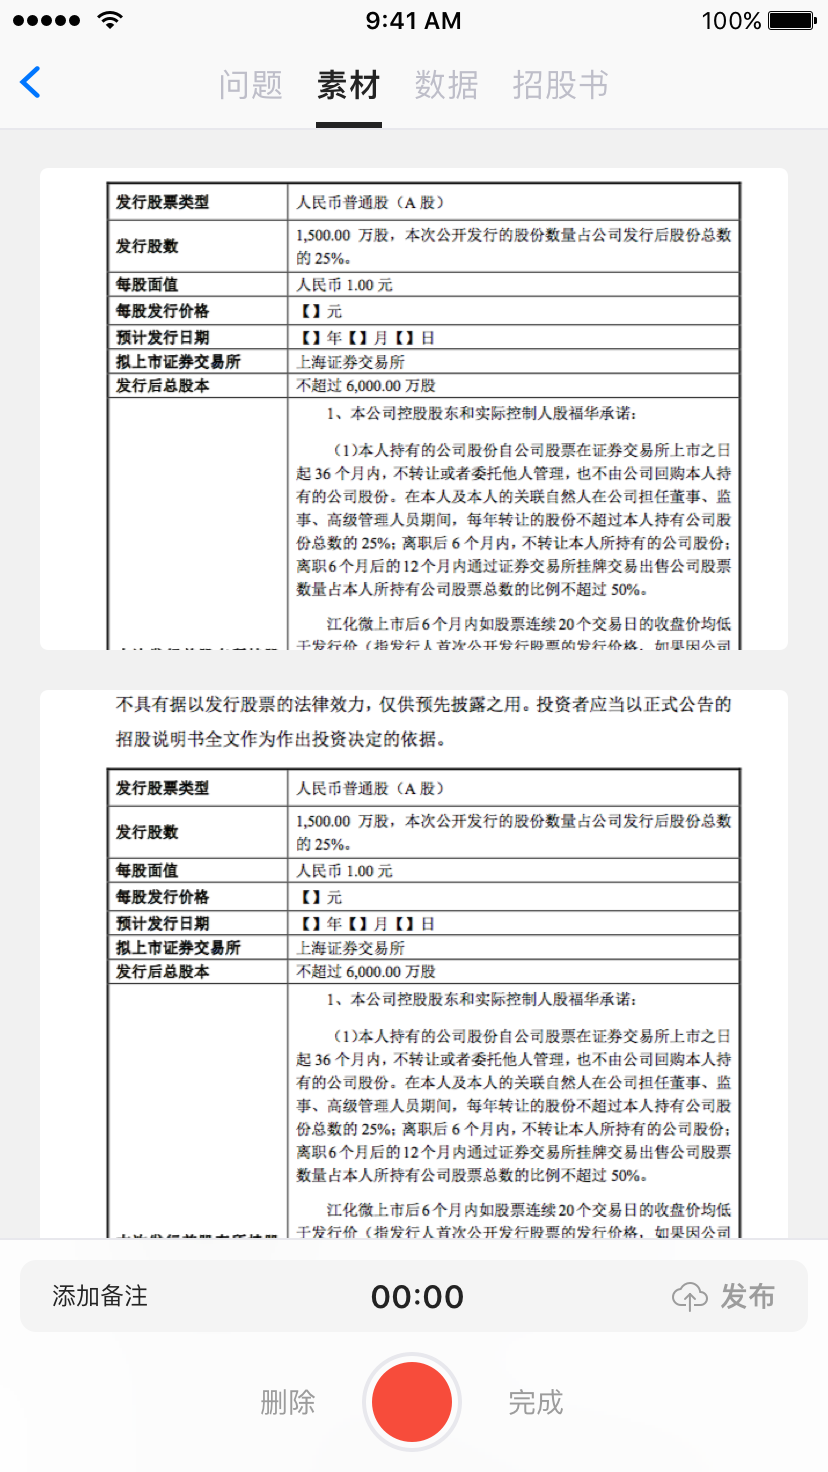 9:41 AM
100%
问题
素材
数据
招股书
发行股票类型
人民币普通股（A 股）
发行股数
1,500.00 万股，本次公开发行的股份数量占公司发行后股份总数
的 25%。
每股面值
人民币 1.00 元
每股发行价格
【】元
预计发行日期
【】年【】月【】日
拟上市证券交易所
上海证券交易所
发行后总股本
不超过 6,000.00 万股
1、本公司控股股东和实际控制人殷福华承诺：
（1）本人持有的公司股份自公司股票在证券交易所上市之日
起 36 个月内，不转让或者委托他人管理，也不由公司回购本人持
有的公司股份。在本人及本人的关联自然人在公司担任董事、监
事、高级管理人员期间，每年转让的股份不超过本人持有公司股
份总数的 25%；离职后 6 个月内，不转让本人所持有的公司股份；
离职 6 个月后的 12 个月内通过证券交易所挂牌交易出售公司股票
数量占本人所持有公司股票总数的比例不超过 50%。
江化微上市后 6 个月内如股票连续 20 个交易日的收盘价均低
于发行价（指发行人首次公开发行股票的发行价格，如果因公司
不具有据以发行股票的法律效力，仅供预先披露之用。投资者应当以正式公告的
招股说明书全文作为作出投资决定的依据。
发行股票类型
人民币普通股（A 股）
发行股数
1,500.00 万股，本次公开发行的股份数量占公司发行后股份总数
的 25%。
每股面值
人民币 1.00 元
每股发行价格
【】元
预计发行日期
【】年【】月【】日
拟上市证券交易所
上海证券交易所
发行后总股本
不超过 6,000.00 万股
1、本公司控股股东和实际控制人殷福华承诺：
（1）本人持有的公司股份自公司股票在证券交易所上市之日
起 36 个月内，不转让或者委托他人管理，也不由公司回购本人持
有的公司股份。在本人及本人的关联自然人在公司担任董事、监
事、高级管理人员期间，每年转让的股份不超过本人持有公司股
份总数的 25%；离职后 6 个月内，不转让本人所持有的公司股份；
离职 6 个月后的 12 个月内通过证券交易所挂牌交易出售公司股票
数量占本人所持有公司股票总数的比例不超过 50%。
江化微上市后 6 个月内如股票连续 20 个交易日的收盘价均低
于发行价（指发行人首次公开发行股票的发行价格，如果因公司
添加备注
00:00
发布
删除
完成